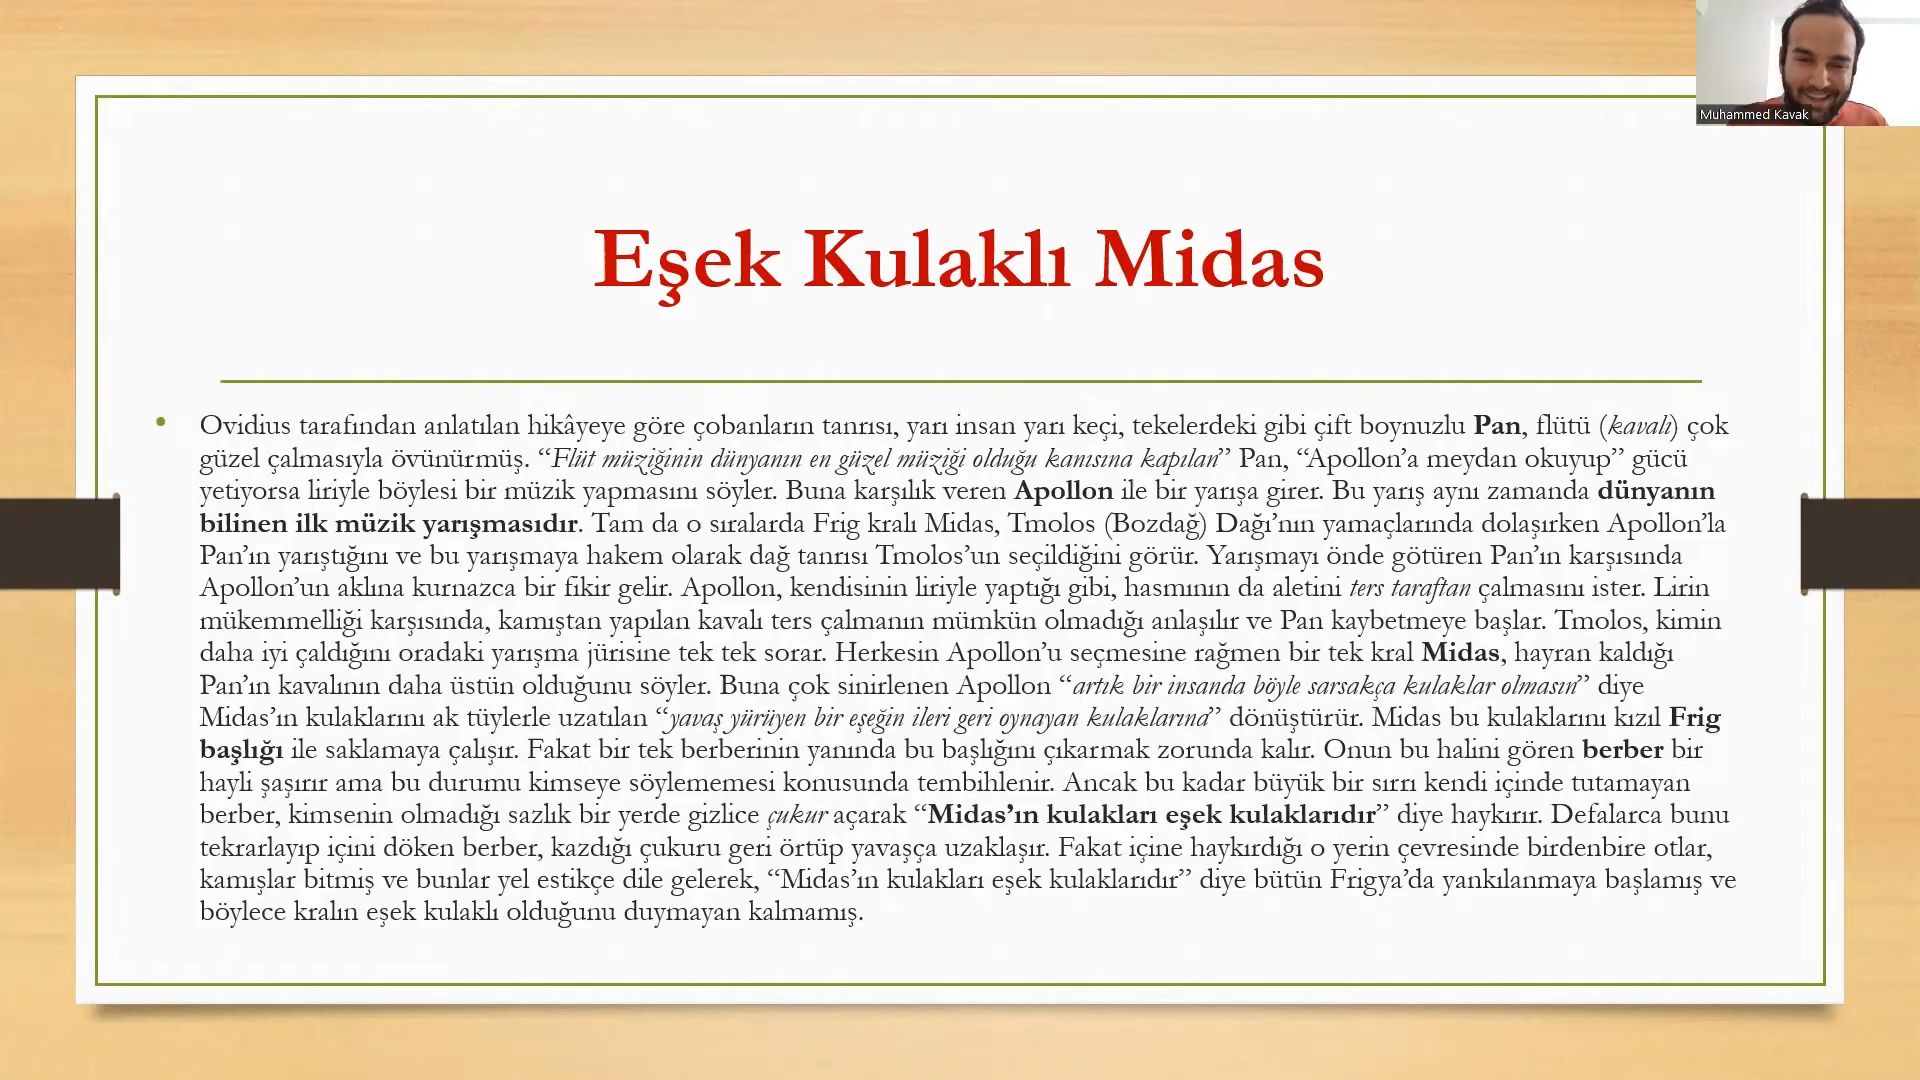 Muhammed Kavak
Eşek Kulaklı Midas
• Ovidius tarafından anlatılan hikâyeye göre çobanların tanrısı, yarı insan yarı keçi, tekelerdeki gibi çift boynuzlu Pan, flütü (kavalı) çok
güzel çalmasıyla övünürmüş. “Flüt müziğinin dünyanın en güzel müziği olduğu kanısına kapılan” Pan, “Apollon’a meydan okuyup” gücü
yetiyorsa liriyle böylesi bir müzik yapmasını söyler. Buna karşılık veren Apollon ile bir yarışa girer. Bu yarış aynı zamanda dünyanın
bilinen ilk müzik yarışmasıdır. Tam da o sıralarda Frig kralı Midas, Tmolos (Bozdağ) Dağı’nın yamaçlarında dolaşırken Apollon’la
Pan’ın yarıştığını ve bu yarışmaya hakem olarak dağ tanrısı Tmolos’un seçildiğini görür. Yarışmayı önde götüren Pan’ın karşısında
Apollon’un aklına kurnazca bir fikir gelir. Apollon, kendisinin liriyle yaptığı gibi, hasmının da aletini ters taraftan çalmasını ister. Lirin
mükemmelliği karşısında, kamıştan yapılan kavalı ters çalmanın mümkün olmadığı anlaşılır ve Pan kaybetmeye başlar. Tmolos, kimin
daha iyi çaldığını oradaki yarışma jürisine tek tek sorar. Herkesin Apollon’u seçmesine rağmen bir tek kral Midas, hayran kaldığı
Pan’ın kavalının daha üstün olduğunu söyler. Buna çok sinirlenen Apollon “artık bir insanda böyle sarsakça kulaklar olmasın” diye
Midas’ın kulaklarını ak tüylerle uzatılan “yavaş yürüyen bir eşeğin ileri geri oynayan kulaklarına” dönüştürür. Midas bu kulaklarını kızıl Frig
başlığı ile saklamaya çalışır. Fakat bir tek berberinin yanında bu başlığını çıkarmak zorunda kalır. Onun bu halini gören berber bir
hayli şaşırır ama bu durumu kimseye söylememesi konusunda tembihlenir. Ancak bu kadar büyük bir sırrı kendi içinde tutamayan
berber, kimsenin olmadığı sazlık bir yerde gizlice çukur açarak “Midas’ın kulakları eşek kulaklarıdır” diye haykırır. Defalarca bunu
tekrarlayıp içini döken berber, kazdığı çukuru geri örtüp yavaşça uzaklaşır. Fakat içine haykırdığı o yerin çevresinde birdenbire otlar,
kamışlar bitmiş ve bunlar yel estikçe dile gelerek, “Midas’ın kulakları eşek kulaklarıdır” diye bütün Frigya’da yankılanmaya başlamış ve
böylece kralın eşek kulaklı olduğunu duymayan kalmamış.